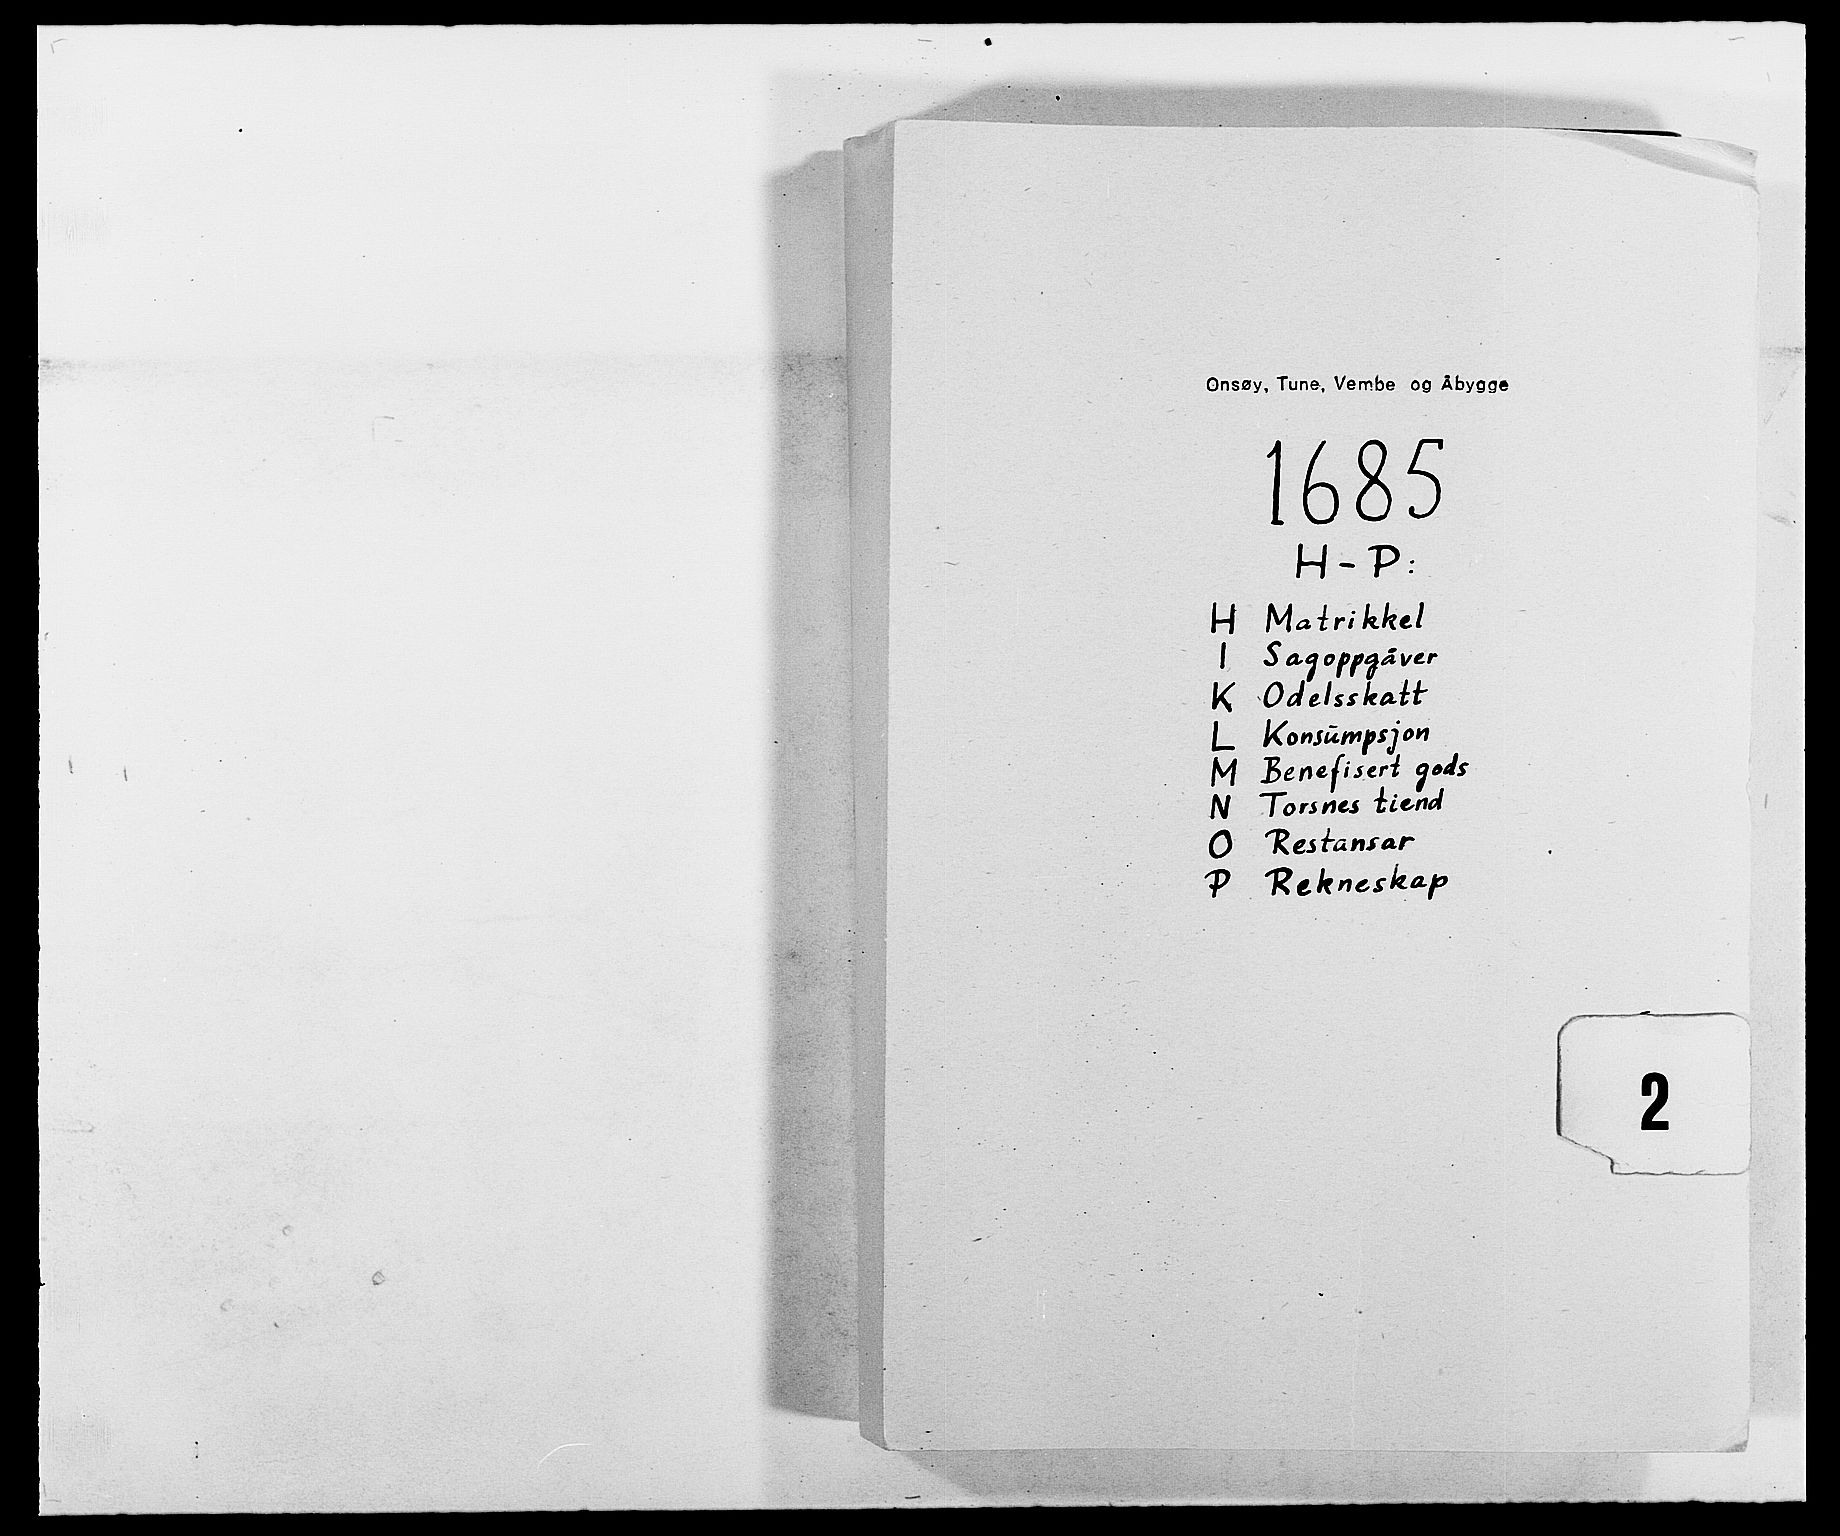 Onsøy, Tune, Vembe og Åbygge
1685
H-P:
H Matrikkel
I Sagoppgåver
K Odelsskatt
L Konsumpsjon
M Benefisert gods
N Torsnes tiend
O Restansar
P Rekneskap
2